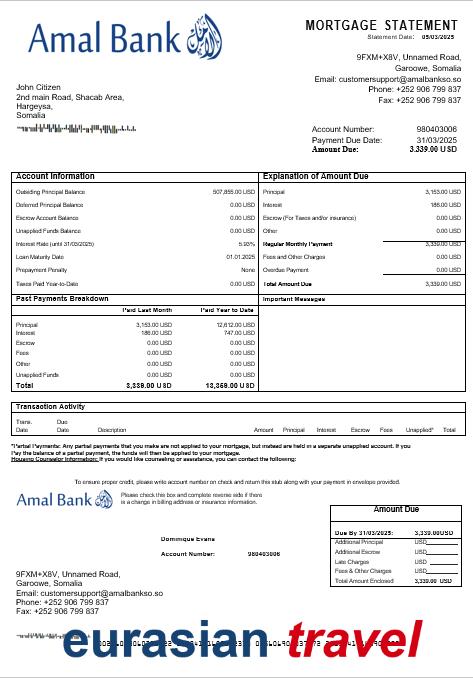 Amal Bank
MORTGAGE STATEMENT
Statement Date: 05/03/2025
9FXM+X8V, Unnamed Road,
Garoowe, Somalia
Email: customersupport@amalbankso.so
Phone: +252 906 799 837
Fax: +252 906 799 837
John Citizen
2nd main Road, Shacab Area,
Hargeysa,
Somalia
Account Number: 980403006
Payment Due Date: 31/03/2025
Amount Due: 3.339.00 USD
Account Information
Outsiding Principal Balance 507,855.00 USD
Deferred Principal Balance 0.00 USD
Escrow Account Balance 0.00 USD
Unapplied Funds Balance 0.00 USD
Interest Rate (until 31/03/2025) 5.93%
Loan Maturity Date 01.01.2025
Prepayment Penalty None
Taxes Paid Year-to-Date 0.00 USD
Explanation of Amount Due
Principal 3,153.00 USD
Interest 186.00 USD
Escrow (For Taxes and/or insurance) 0.00 USD
Other 0.00 USD
Regular Monthly Payment 3,339.00 USD
Fees and Other Charges 0.00 USD
Overdue Payment 0.00 USD
Total Amount Due 3,339.00 USD
Past Payments Breakdown
Paid Last Month Paid Year to Date
Principal 3,153.00 USD 12,612.00 USD
Interest 186.00 USD 747.00 USD
Escrow 0.00 USD 0.00 USD
Fees 0.00 USD 0.00 USD
Other 0.00 USD 0.00 USD
Unapplied Funds 0.00 USD 0.00 USD
Total 3,339.00 USD 13,359.00 USD
Important Messages
Transaction Activity
Trans. Date Due Date Description Amount Principal Interest Escrow Fees Unapplied* Total
*Partial Payments: Any partial payments that you make are not applied to your mortgage, but instead are held in a separate unapplied account. If you
Pay the balance of a partial payment, the funds will then be applied to your mortgage.
Housing Counselor Information: If you would like counseling or assistance, you can contact the following:
To ensure proper credit, please write account number on check and return this stub along with your payment in envelope provided.
Amal Bank
Please check this box and complete reverse side if there
is a change in billing address or insurance information.
Dominique Evans
Account Number: 980403006
Amount Due
Due By 31/03/2025: 3,339.00USD
Additional Principal USD
Additional Escrow USD
Late Charges USD
Fees & Other Charges USD
Total Amount Enclosed 3,339.00 USD
9FXM+X8V, Unnamed Road,
Garoowe, Somalia
Email: customersupport@amalbankso.so
Phone: +252 906 799 837
Fax: +252 906 799 837
eurasian travel